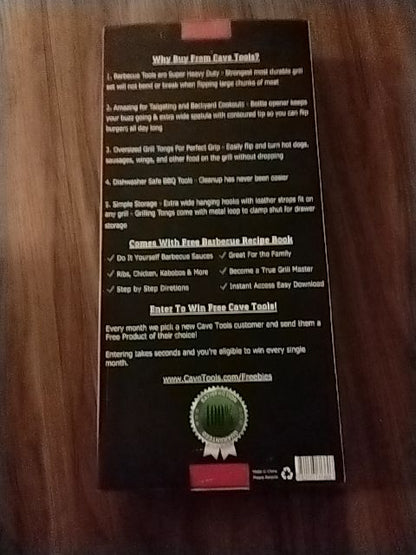 Why Buy From Cave Tools?
1. Barbecue Tools are Super Heavy Duty - Strongest most durable grill
set will not bend or break when flipping large chunks of meat
2. Amazing for Tailgating and Backyard Cookouts - Bottle opener keeps
your buzz going & extra wide spatula with contoured lip so you can flip
burgers all day long
3. Oversized Grill Tongs For Perfect Grip - Easily flip and turn hot dogs,
sausages, wings, and other food on the grill without dropping
4. Dishwasher Safe BBQ Tools - Cleanup has never been easier
5. Simple Storage - Extra wide hanging hooks with leather straps fit on
any grill - Grilling Tongs come with metal loop to clamp shut for drawer
storage
Comes With Free Barbecue Recipe Book
✓ Do It Yourself Barbecue Sauces ✓ Great For the Family
✓ Ribs, Chicken, Kabobos & More ✓ Become a True Grill Master
✓ Step by Step Diretions ✓ Instant Access Easy Download
Enter To Win Free Cave Tools!
Every month we pick a new Cave Tools customer and send them a
Free Product of their choice!
Entering takes seconds and you're eligible to win every single
month.
www.CaveTools.com/Freebies
100%
Made in China
Please Recycle